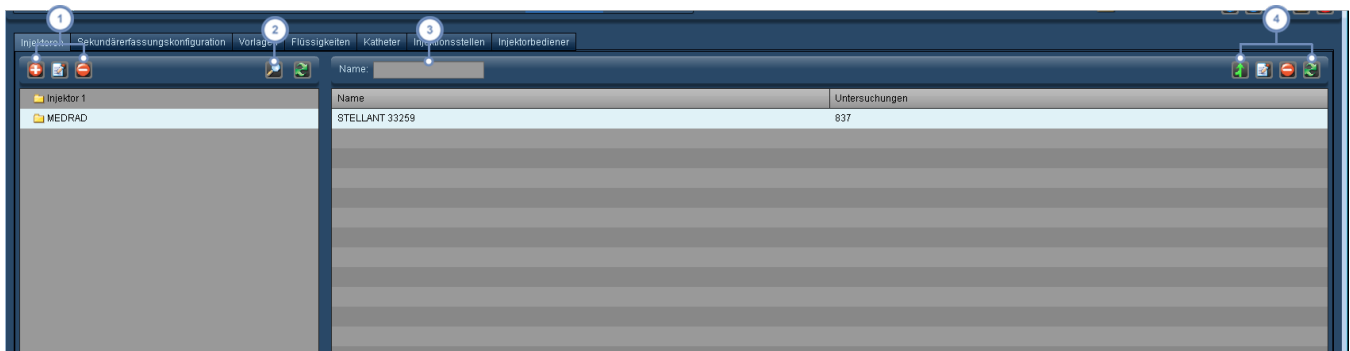 1
2
3
4
Injektoren Sekundärerfassungskonfiguration Vorlagen Flüssigkeiten Katheter Injektionsstellen Injektorbediener
Name:
Injektor 1
Name Untersuchungen
MEDRAD
STELLANT 33259 837